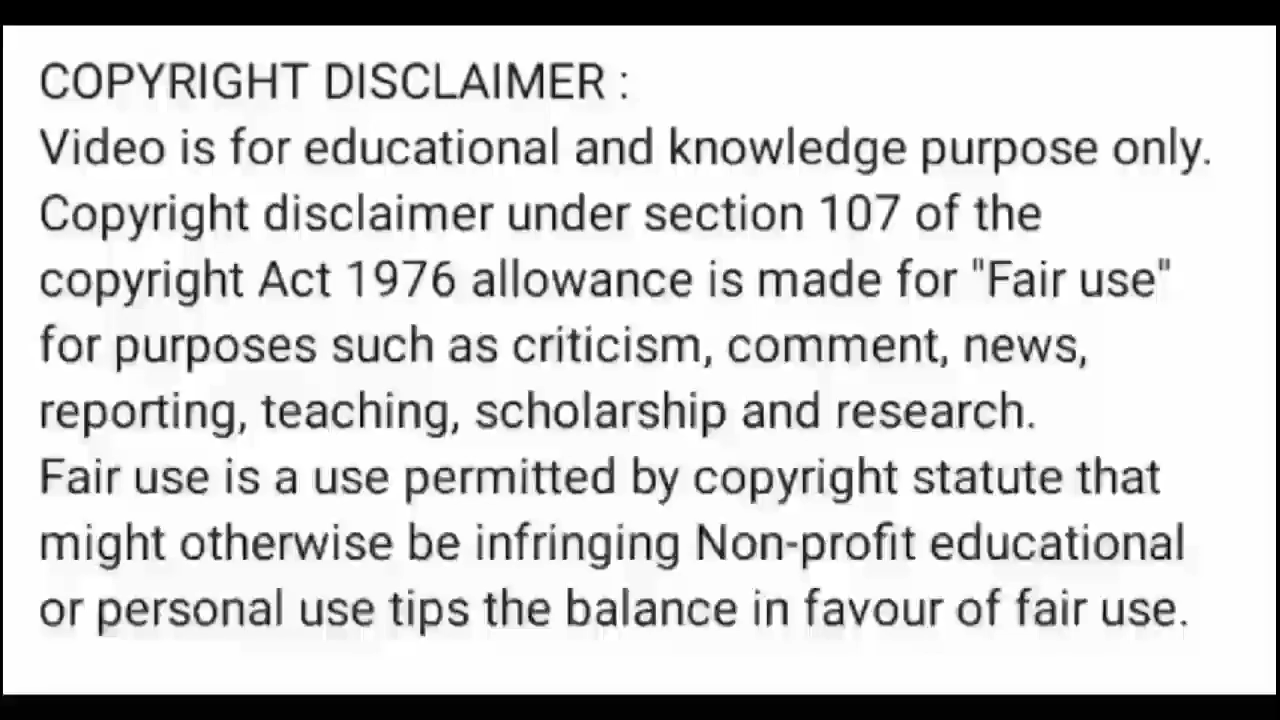 COPYRIGHT DISCLAIMER :
Video is for educational and knowledge purpose only.
Copyright disclaimer under section 107 of the
copyright Act 1976 allowance is made for "Fair use"
for purposes such as criticism, comment, news,
reporting, teaching, scholarship and research.
Fair use is a use permitted by copyright statute that
might otherwise be infringing Non-profit educational
or personal use tips the balance in favour of fair use.